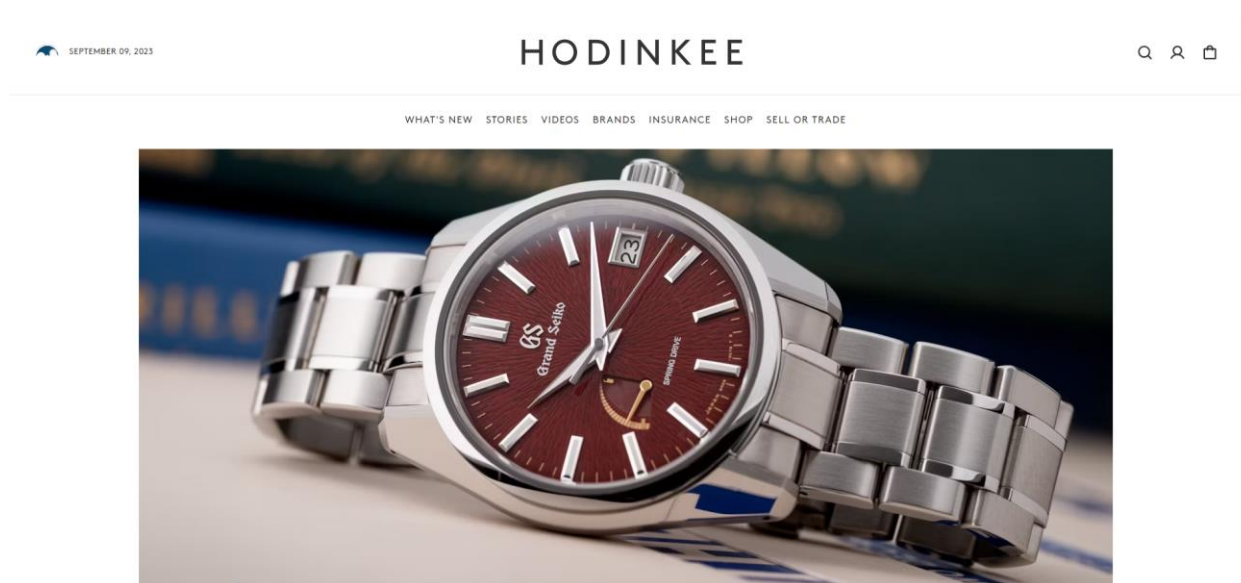 SEPTEMBER 09, 2023
HODINKEE
WHAT'S NEW STORIES VIDEOS BRANDS INSURANCE SHOP SELL OR TRADE
23
GS
Grand Seiko
SPRING DRIVE